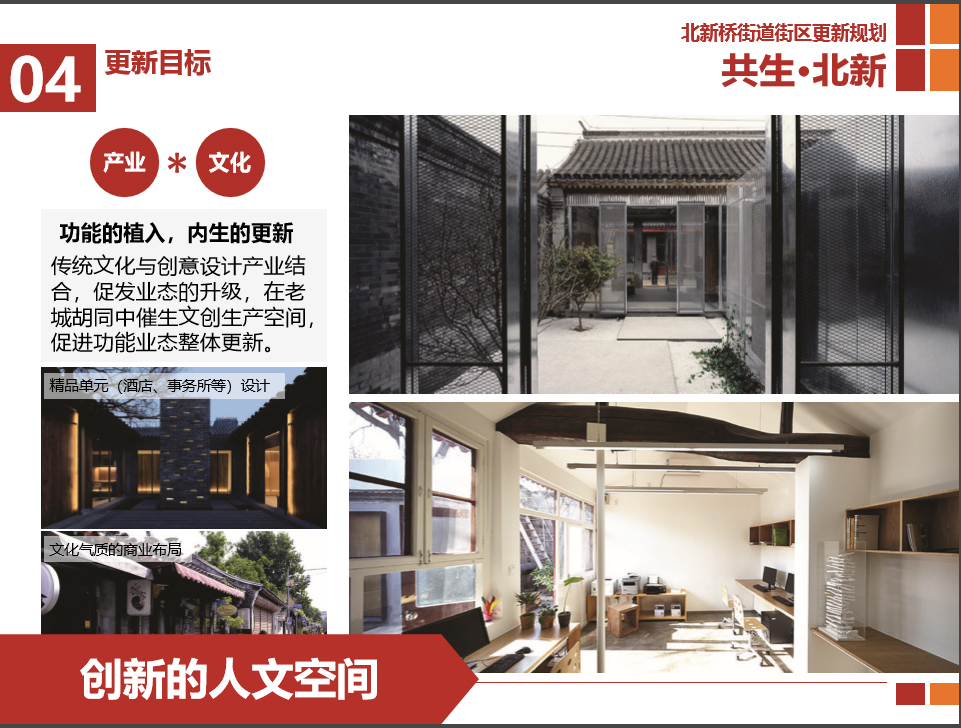 04
更新目标
北新桥街道街区更新规划
共生•北新
产业 * 文化
功能的植入，内生的更新
传统文化与创意设计产业结
合，促发业态的升级，在老
城胡同中催生文创生产空间，
促进功能业态整体更新。
精品单元（酒店、事务所等）设计
文化气质的商业布局
创新的人文空间